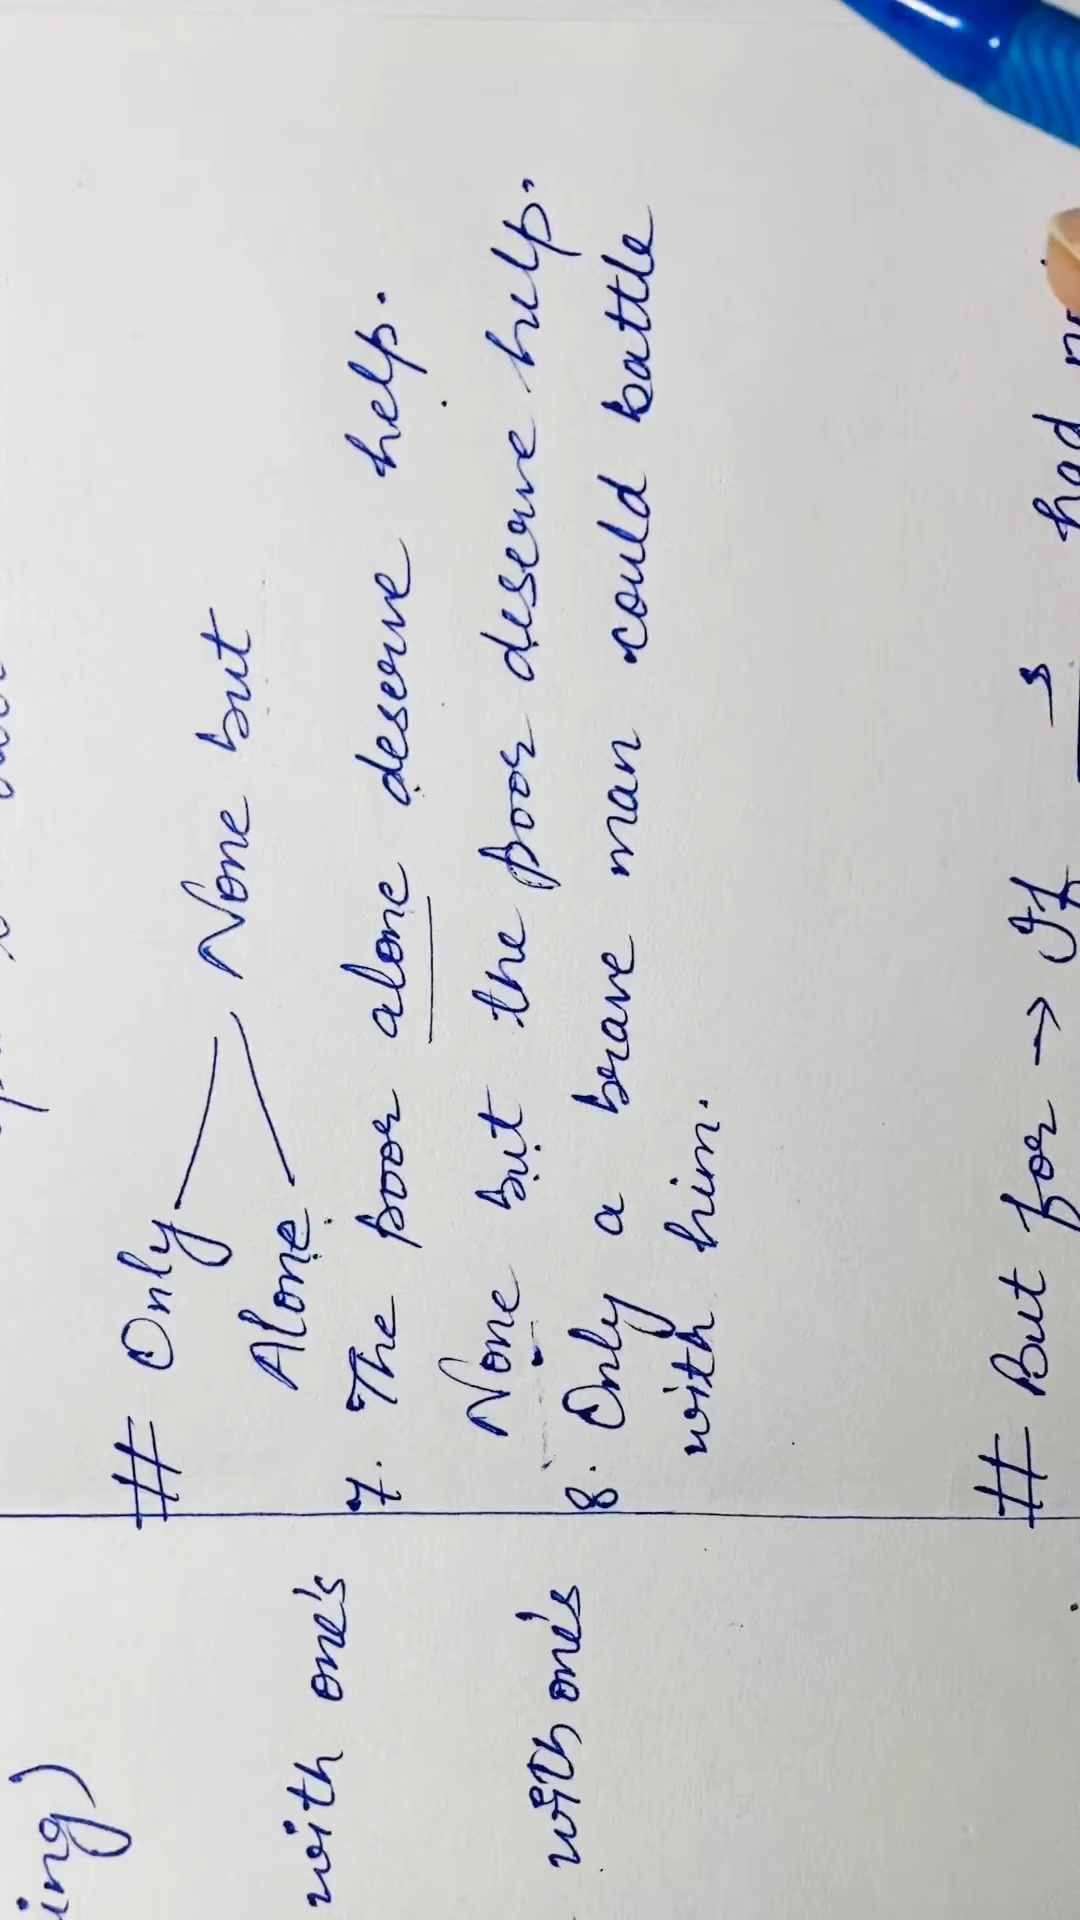 # Only
Alone
None but
7. The poor alone deserve help.
None but the poor deserve help.
8. Only a brave man could battle
with him.
# But for → If s had
ing)
with one's
with one's